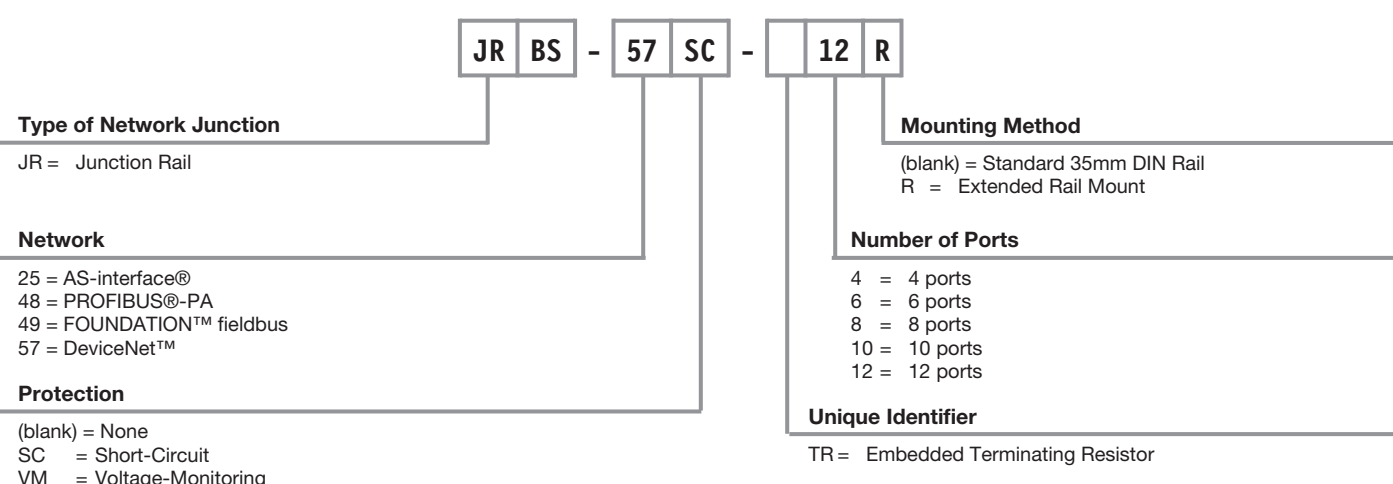 JR BS - 57 SC - 12 R
Type of Network Junction
JR = Junction Rail
Network
25 = AS-interface®
48 = PROFIBUS®-PA
49 = FOUNDATION™ fieldbus
57 = DeviceNet™
Protection
(blank) = None
SC = Short-Circuit
VM = Voltage-Monitoring
Mounting Method
(blank) = Standard 35mm DIN Rail
R = Extended Rail Mount
Number of Ports
4 = 4 ports
6 = 6 ports
8 = 8 ports
10 = 10 ports
12 = 12 ports
Unique Identifier
TR = Embedded Terminating Resistor